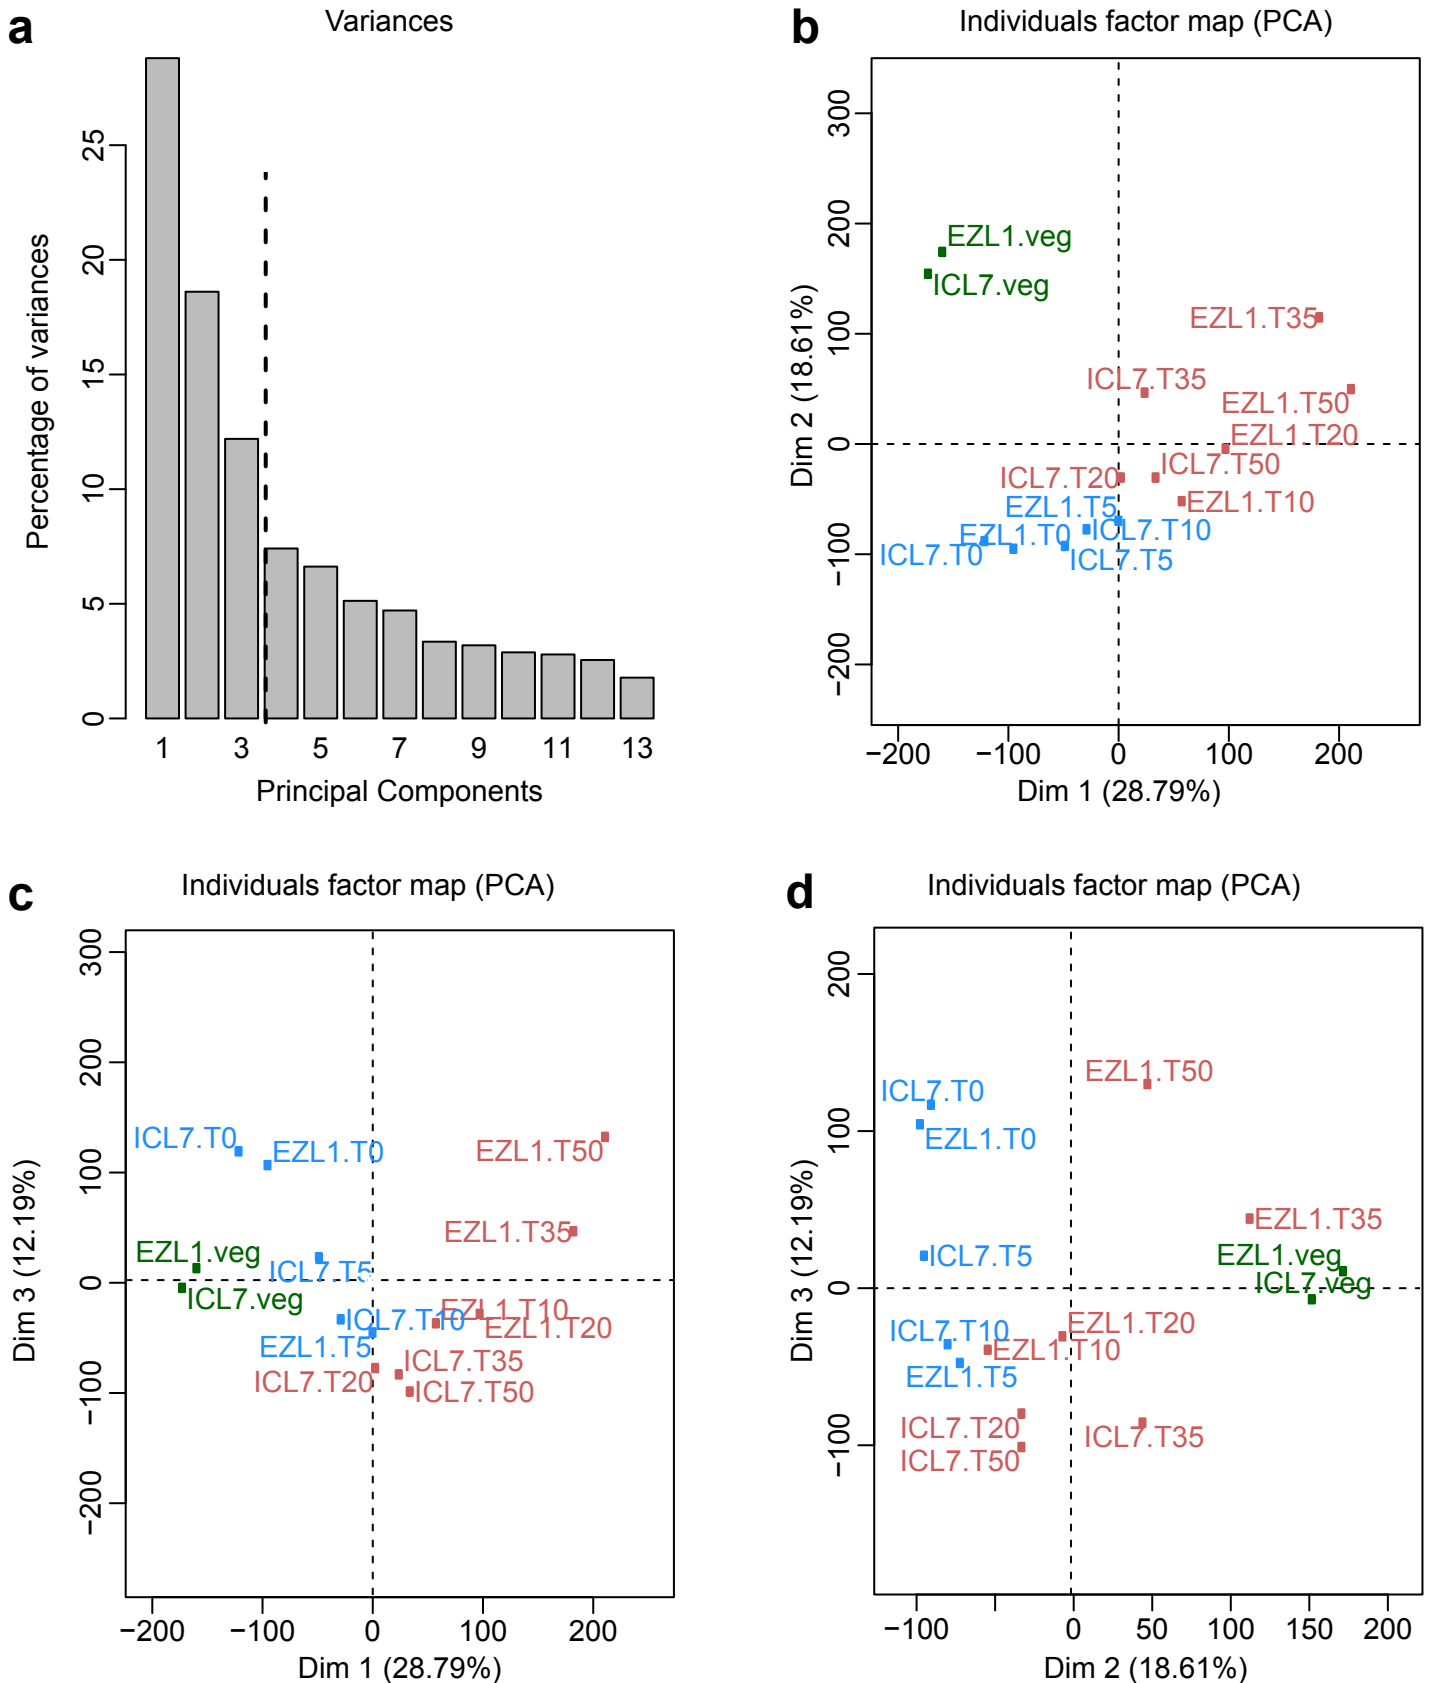 a
Variances
Percentage of variances
25
20
15
10
5
0
1 3 5 7 9 11 13
Principal Components
b
Individuals factor map (PCA)
Dim 2 (18.61%)
300
200
100
0
−100
−200
EZL1.veg
ICL7.veg
EZL1.T35
ICL7.T35
EZL1.T50
EZL1.T20
ICL7.T50
ICL7.T20
EZL1.T10
EZL1.T5
ICL7.T10
EZL1.T0
ICL7.T0
ICL7.T5
−200 −100 0 100 200
Dim 1 (28.79%)
c
Individuals factor map (PCA)
Dim 3 (12.19%)
300
200
100
0
−100
−200
ICL7.T0
EZL1.T0
EZL1.T50
EZL1.T35
EZL1.veg
ICL7.T5
ICL7.veg
EZL1.T10
ICL7.T10
EZL1.T20
EZL1.T5
ICL7.T35
ICL7.T20
ICL7.T50
−200 −100 0 100 200
Dim 1 (28.79%)
d
Individuals factor map (PCA)
Dim 3 (12.19%)
200
100
0
−100
EZL1.T50
ICL7.T0
EZL1.T0
EZL1.T35
ICL7.T5
EZL1.veg
ICL7.veg
EZL1.T20
ICL7.T10
EZL1.T10
EZL1.T5
ICL7.T20
ICL7.T35
ICL7.T50
−100 0 50 100 150 200
Dim 2 (18.61%)